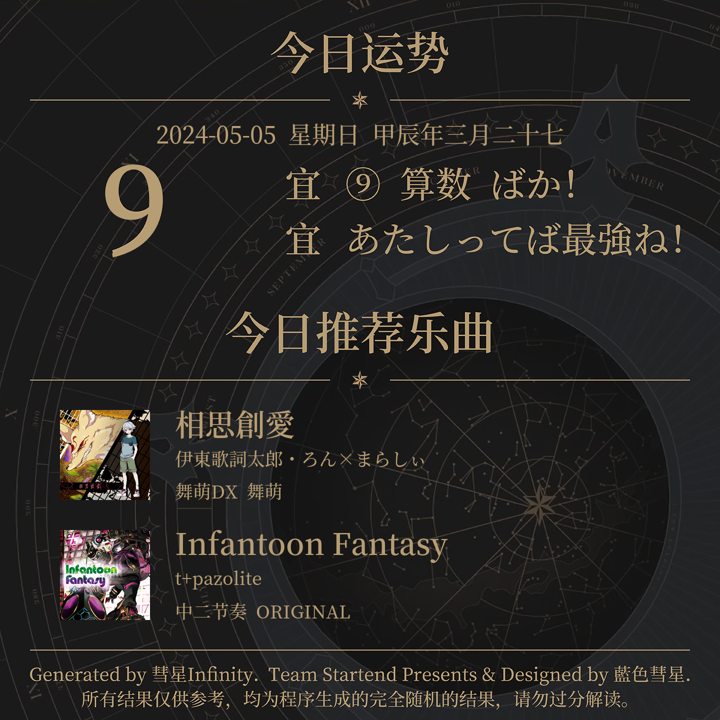 今日运势
2024-05-05 星期日 甲辰年三月二十七
9
宜 ⑨ 算数 ばか！
宜 あたしってば最強ね！
今日推荐乐曲
相思創愛
伊東歌詞太郎・ろん×まらしぃ
舞萌DX 舞萌
Infantoon Fantasy
Infantoon Fantasy
t+pazolite
中二节奏 ORIGINAL
Generated by 彗星Infinity. Team Startend Presents & Designed by 藍色彗星.
所有结果仅供参考，均为程序生成的完全随机的结果，请勿过分解读。
SEPTEMBER